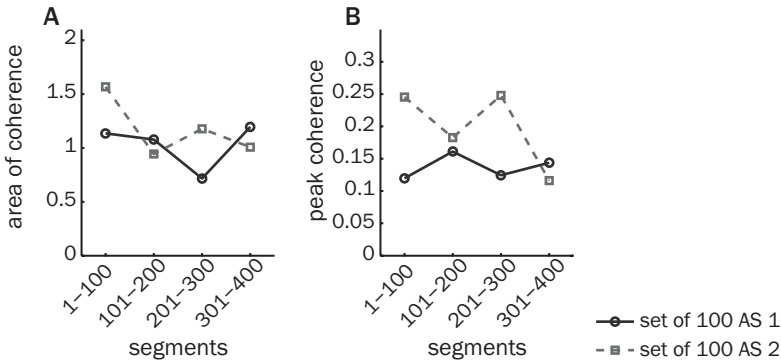 A
area of coherence
2
1.5
1
0.5
0
1–100
101–200
201–300
301–400
segments
B
peak coherence
0.3
0.25
0.2
0.15
0.1
0.05
0
1–100
101–200
201–300
301–400
segments
set of 100 AS 1
set of 100 AS 2